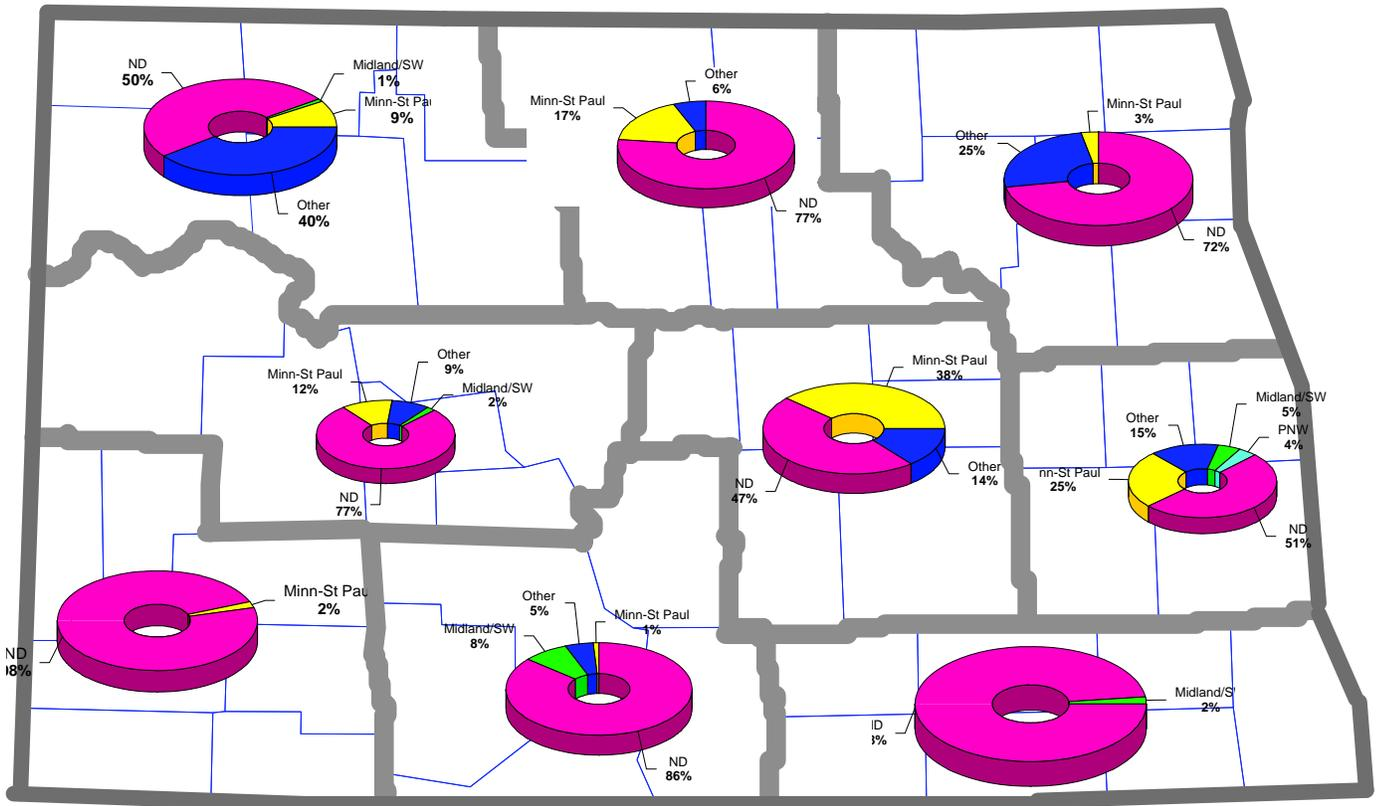 ND
50%
Midland/SW
1%
Minn-St Pau
9%
Other
40%
Other
6%
Minn-St Paul
17%
ND
77%
Minn-St Paul
3%
Other
25%
ND
72%
Other
9%
Minn-St Paul
12%
Midland/SW
2%
ND
77%
Minn-St Paul
38%
Other
14%
ND
47%
Midland/SW
5%
Other
15%
PNW
4%
nn-St Paul
25%
ND
51%
Minn-St Pau
2%
ND
98%
Other
5%
Minn-St Paul
1%
Midland/SW
8%
ND
86%
Midland/S
2%